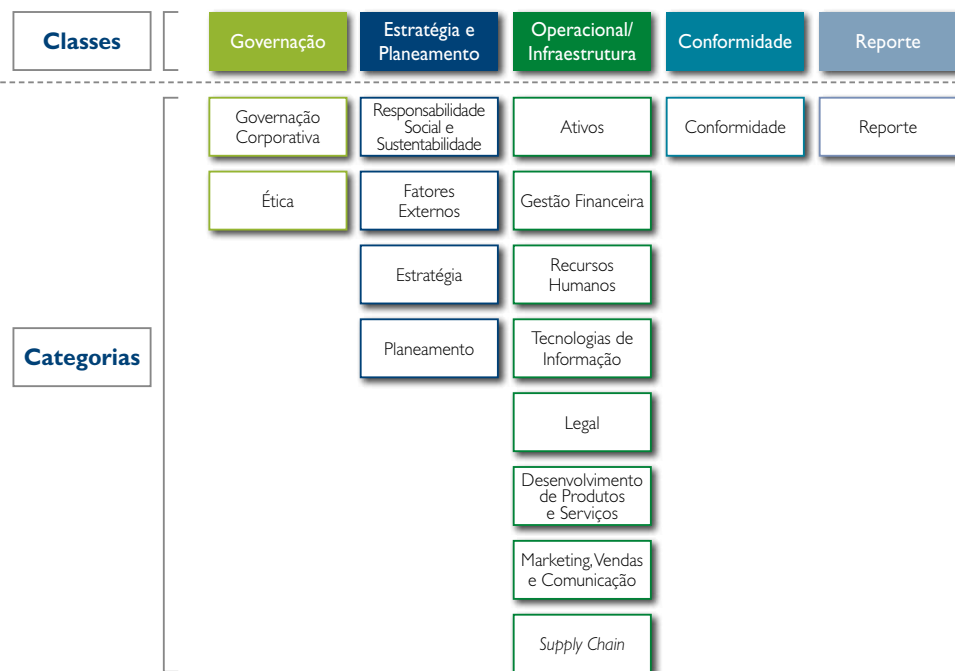 Classes
Governação
Estratégia e
Planeamento
Operacional/
Infraestrutura
Conformidade
Reporte
Categorias
Governação
Corporativa
Ética
Responsabilidade
Social e
Sustentabilidade
Fatores
Externos
Estratégia
Planeamento
Ativos
Gestão Financeira
Recursos
Humanos
Tecnologias de
Informação
Legal
Desenvolvimento
de Produtos
e Serviços
Marketing, Vendas
e Comunicação
Supply Chain
Conformidade
Reporte